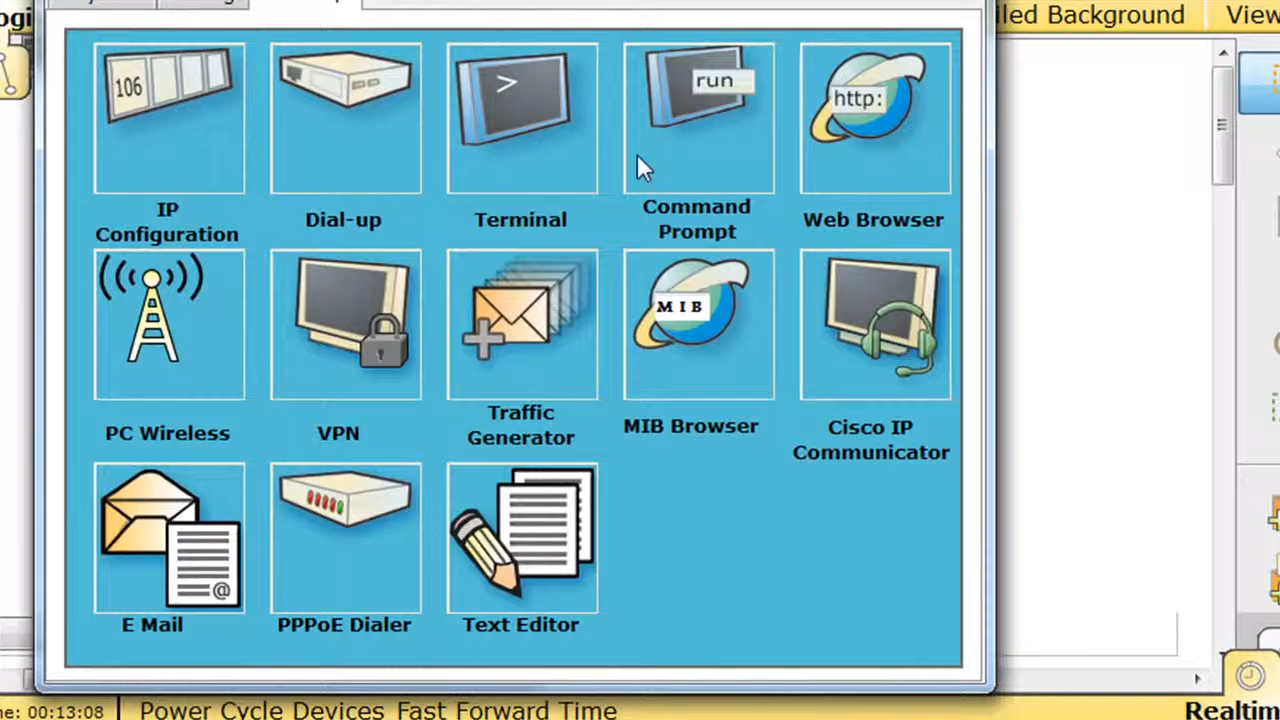 iled Background
View
106
>
run
http:
IP
Configuration
Dial-up
Terminal
Command
Prompt
Web Browser
MIB
PC Wireless
VPN
Traffic
Generator
MIB Browser
Cisco IP
Communicator
@
E Mail
PPPoE Dialer
Text Editor
ne: 00:13:08
Power Cycle Devices Fast Forward Time
Realtim